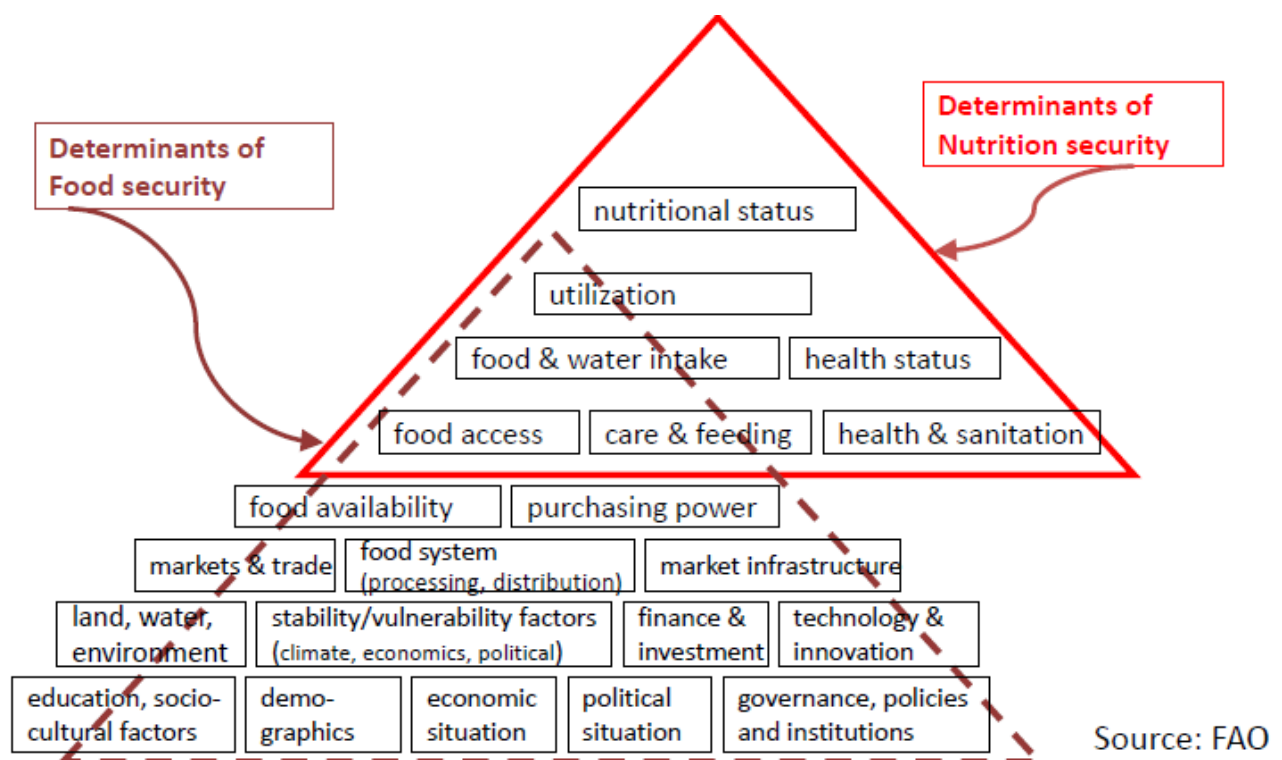 Determinants of
Nutrition security
Determinants of
Food security
nutritional status
utilization
food & water intake
health status
food access
care & feeding
health & sanitation
food availability
purchasing power
markets & trade
food system
(processing, distribution)
market infrastructure
land, water,
environment
stability/vulnerability factors
(climate, economics, political)
finance &
investment
technology &
innovation
education, socio-
cultural factors
demo-
graphics
economic
situation
political
situation
governance, policies
and institutions
Source: FAO